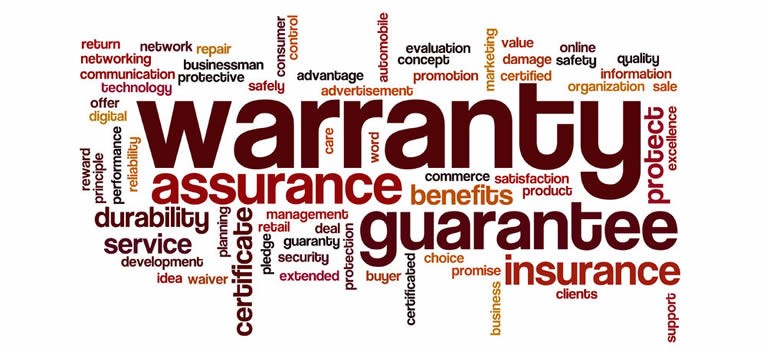 return
network
repair
networking
businessman
communication
protective
technology
safely
consumer
control
advantage
advertisement
automobile
evaluation
concept
promotion
marketing
value
damage
certified
online
safety
quality
information
organization
sale
offer
digital
warranty
care
word
protect
excellence
reward
principle
performance
reliability
assurance
commerce
benefits
satisfaction
product
durability
service
development
idea
waiver
planning
certificate
management
retail
deal
guaranty
pledge
security
extended
protection
guarantee
buyer
certificated
choice
promise
business
insurance
clients
support